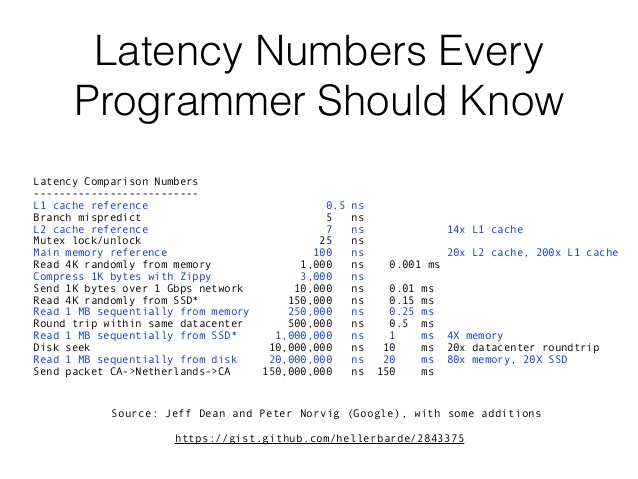 Latency Numbers Every
Programmer Should Know
Latency Comparison Numbers
--------------------------
L1 cache reference 0.5 ns
Branch mispredict 5 ns
L2 cache reference 7 ns 14x L1 cache
Mutex lock/unlock 25 ns
Main memory reference 100 ns 20x L2 cache, 200x L1 cache
Read 4K randomly from memory 1,000 ns 0.001 ms
Compress 1K bytes with Zippy 3,000 ns
Send 1K bytes over 1 Gbps network 10,000 ns 0.01 ms
Read 4K randomly from SSD* 150,000 ns 0.15 ms
Read 1 MB sequentially from memory 250,000 ns 0.25 ms
Round trip within same datacenter 500,000 ns 0.5 ms
Read 1 MB sequentially from SSD* 1,000,000 ns 1 ms 4X memory
Disk seek 10,000,000 ns 10 ms 20x datacenter roundtrip
Read 1 MB sequentially from disk 20,000,000 ns 20 ms 80x memory, 20X SSD
Send packet CA->Netherlands->CA 150,000,000 ns 150 ms
Source: Jeff Dean and Peter Norvig (Google), with some additions
https://gist.github.com/hellerbarde/2843375